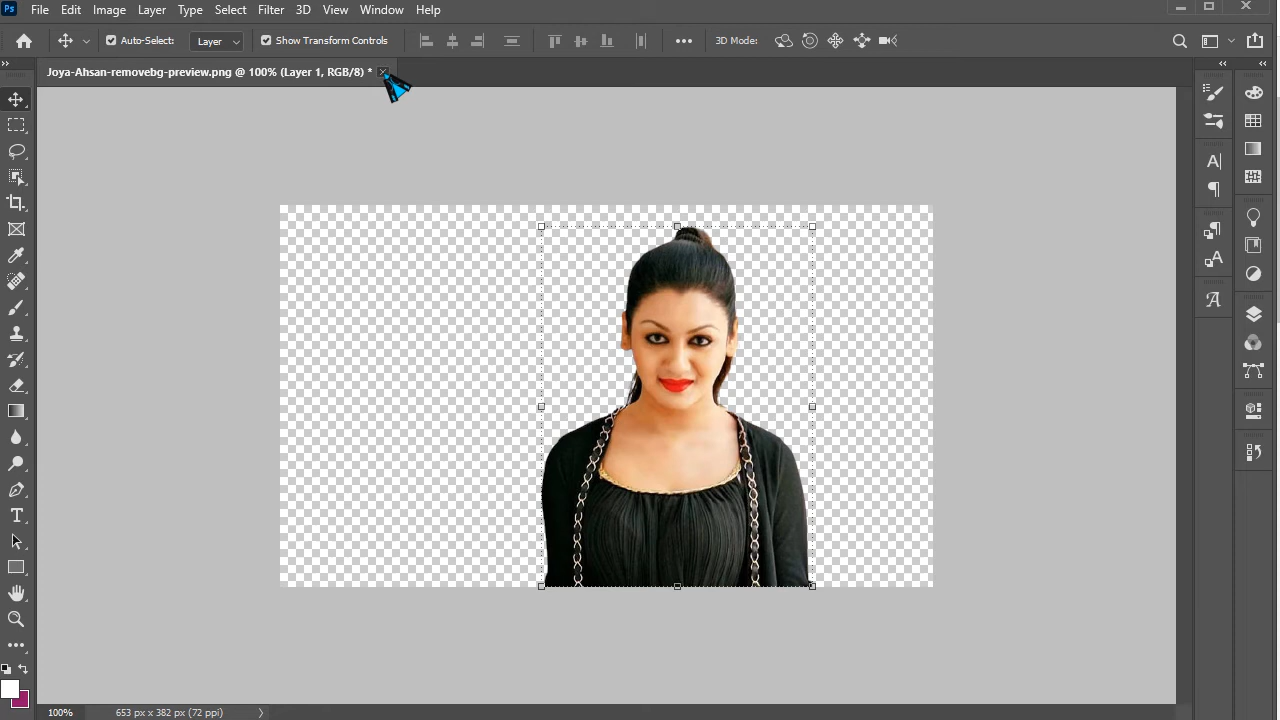 Ps File Edit Image Layer Type Select Filter 3D View Window Help
Auto-Select: Layer Show Transform Controls 3D Mode:
Joya-Ahsan-removebg-preview.png @ 100% (Layer 1, RGB/8) *
100% 653 px x 382 px (72 ppi)